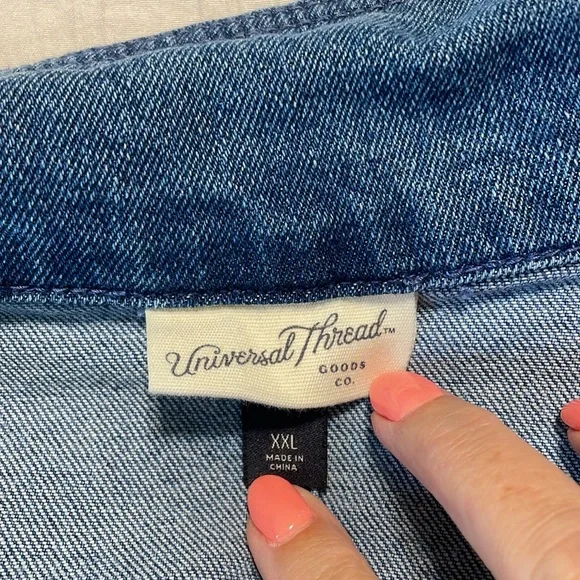 Universal Thread™
GOODS
CO.
XXL
MADE IN
CHINA